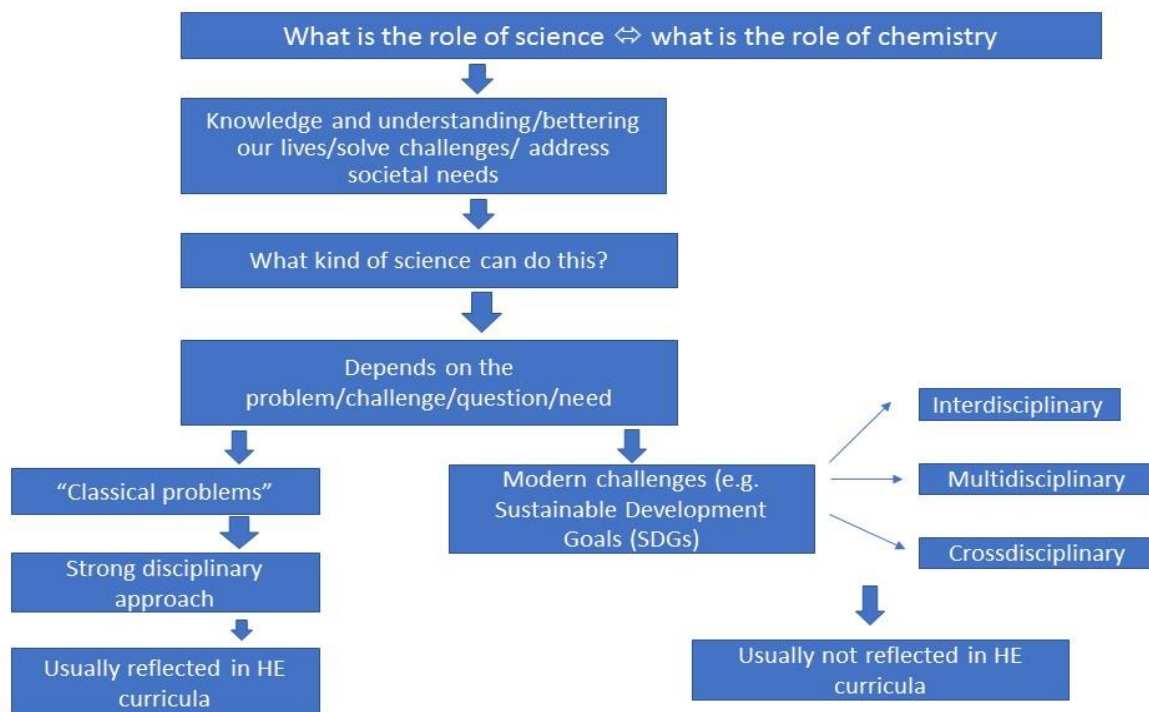 What is the role of science ⇔ what is the role of chemistry
Knowledge and understanding/bettering
our lives/solve challenges/ address
societal needs
What kind of science can do this?
Depends on the
problem/challenge/question/need
“Classical problems”
Strong disciplinary
approach
Usually reflected in HE
curricula
Modern challenges (e.g.
Sustainable Development
Goals (SDGs)
Interdisciplinary
Multidisciplinary
Crossdisciplinary
Usually not reflected in HE
curricula